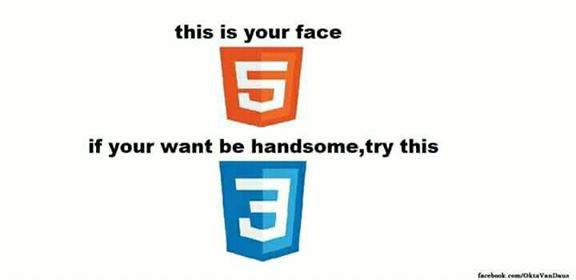 this is your face
5
if your want be handsome,try this
3
facebook.com/OktaVanDaus